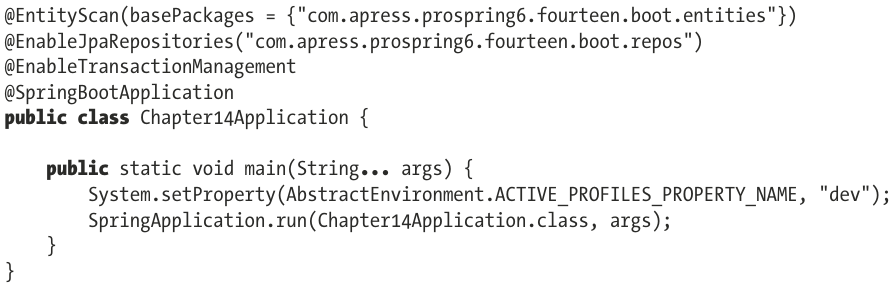 @EntityScan(basePackages = {"com.apress.prospring6.fourteen.boot.entities"})
@EnableJpaRepositories("com.apress.prospring6.fourteen.boot.repos")
@EnableTransactionManagement
@SpringBootApplication
public class Chapter14Application {
    public static void main(String... args) {
        System.setProperty(AbstractEnvironment.ACTIVE_PROFILES_PROPERTY_NAME, "dev");
        SpringApplication.run(Chapter14Application.class, args);
    }
}